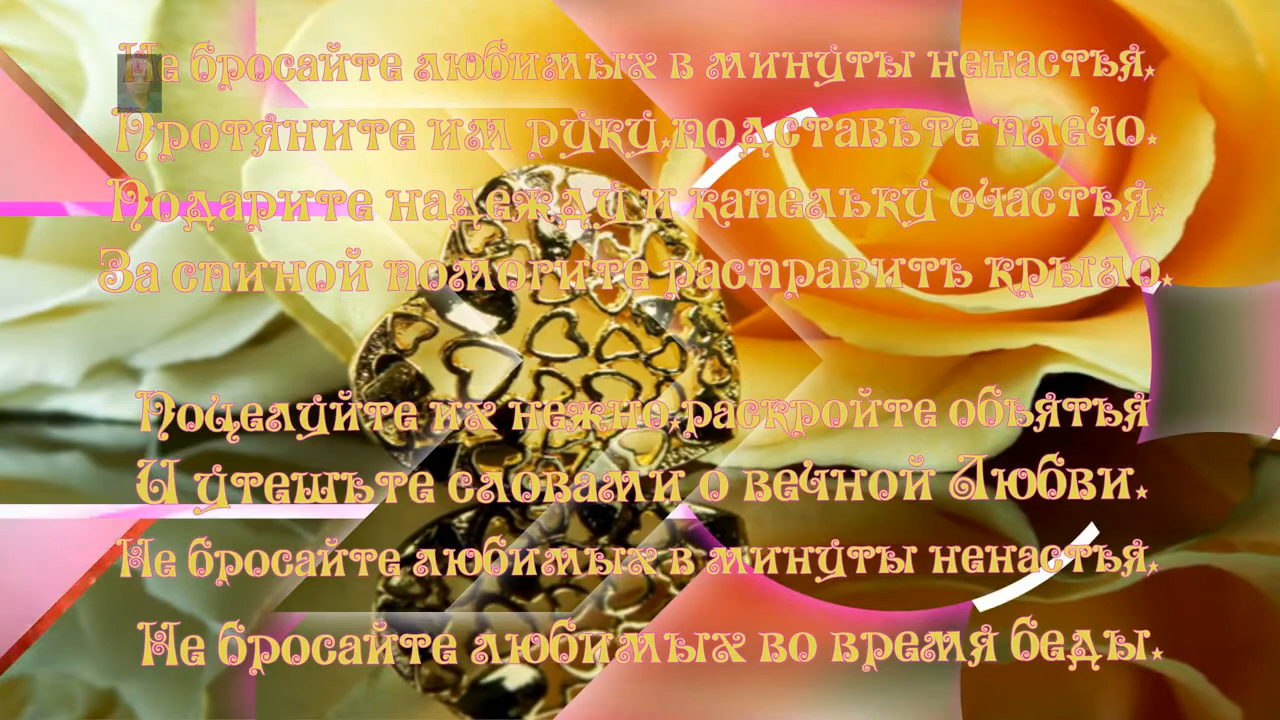 Не бросайте любимых в минуты ненастья,
Протяните им руки,подставьте плечо.
Подарите надежду и капельку счастья,
За спиной помогите расправить крыло.
Поцелуйте их нежно,раскройте объятья
И утешьте словами о вечной Любви.
Не бросайте любимых в минуты ненастья,
Не бросайте любимых во время беды.